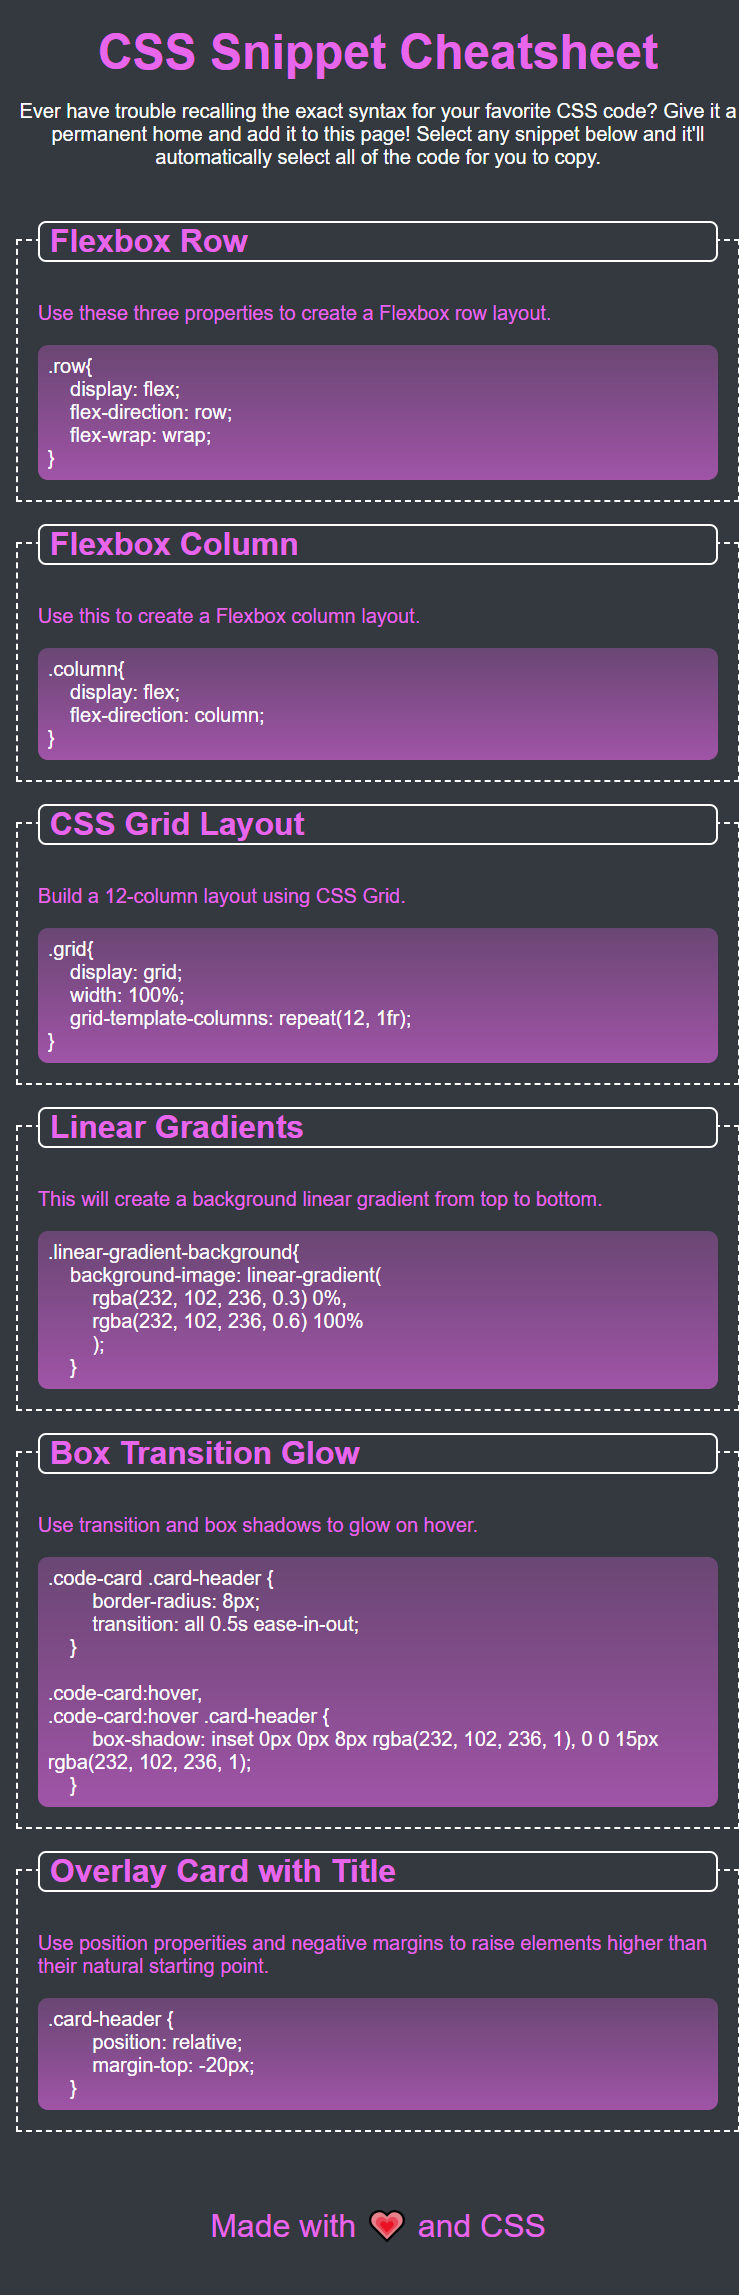 CSS Snippet Cheatsheet
Ever have trouble recalling the exact syntax for your favorite CSS code? Give it a
permanent home and add it to this page! Select any snippet below and it'll
automatically select all of the code for you to copy.
Flexbox Row
Use these three properties to create a Flexbox row layout.
.row{
display: flex;
flex-direction: row;
flex-wrap: wrap;
}
Flexbox Column
Use this to create a Flexbox column layout.
.column{
display: flex;
flex-direction: column;
}
CSS Grid Layout
Build a 12-column layout using CSS Grid.
.grid{
display: grid;
width: 100%;
grid-template-columns: repeat(12, 1fr);
}
Linear Gradients
This will create a background linear gradient from top to bottom.
.linear-gradient-background{
background-image: linear-gradient(
rgba(232, 102, 236, 0.3) 0%,
rgba(232, 102, 236, 0.6) 100%
);
}
Box Transition Glow
Use transition and box shadows to glow on hover.
.code-card .card-header {
border-radius: 8px;
transition: all 0.5s ease-in-out;
}
.code-card:hover,
.code-card:hover .card-header {
box-shadow: inset 0px 0px 8px rgba(232, 102, 236, 1), 0 0 15px
rgba(232, 102, 236, 1);
}
Overlay Card with Title
Use position properities and negative margins to raise elements higher than
their natural starting point.
.card-header {
position: relative;
margin-top: -20px;
}
Made with 💗 and CSS